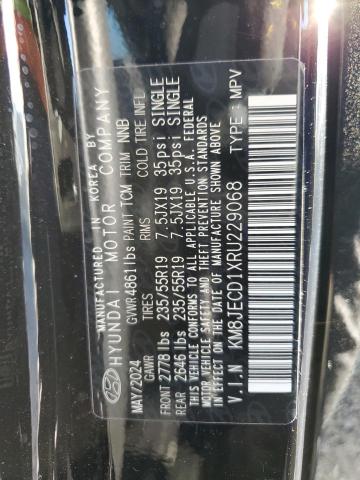 MANUFACTURED IN KOREA BY
HYUNDAI MOTOR COMPANY
MAY/2024 GVWR 4861 lbs PAINT TCM TRIM NNB
GAWR TIRES RIMS COLD TIRE INFL
FRONT 2778 lbs 235/55R19 7.5JX19 35psi SINGLE
REAR 2646 lbs 235/55R19 7.5JX19 35psi SINGLE
THIS VEHICLE CONFORMS TO ALL APPLICABLE U.S.A. FEDERAL
MOTOR VEHICLE SAFETY, BUMPER, AND THEFT PREVENTION STANDARDS
IN EFFECT ON THE DATE OF MANUFACTURE SHOWN ABOVE.
V.I.N KM8JECD1XRU229068 TYPE: MPV